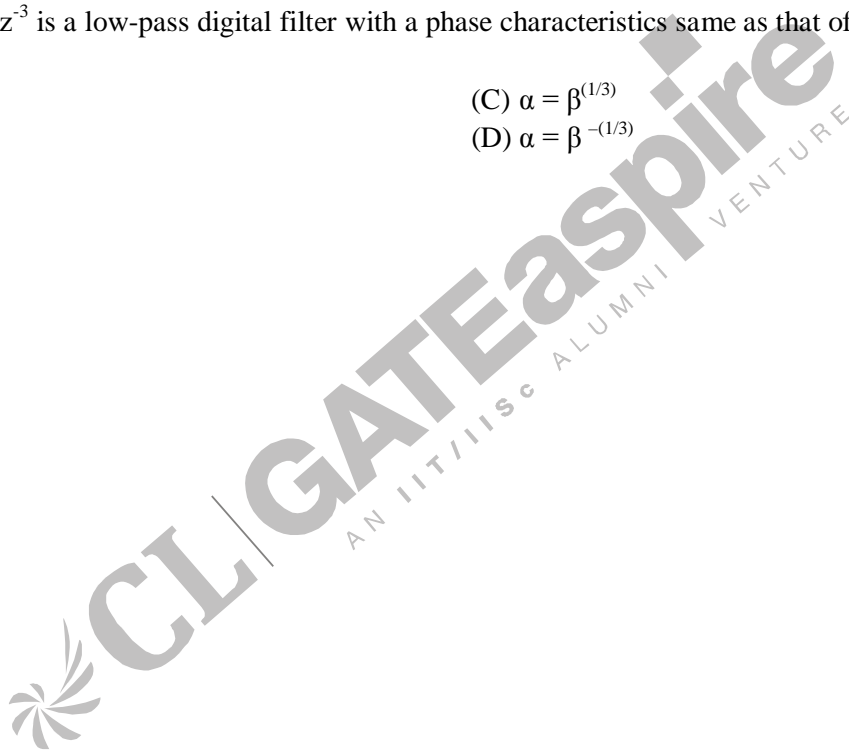 z⁻³ is a low-pass digital filter with a phase characteristics same as that of
(C) α = β⁽¹/³⁾
(D) α = β ⁻⁽¹/³⁾
CL GATEaspire
AN IIT/IISc ALUMNI VENTURE